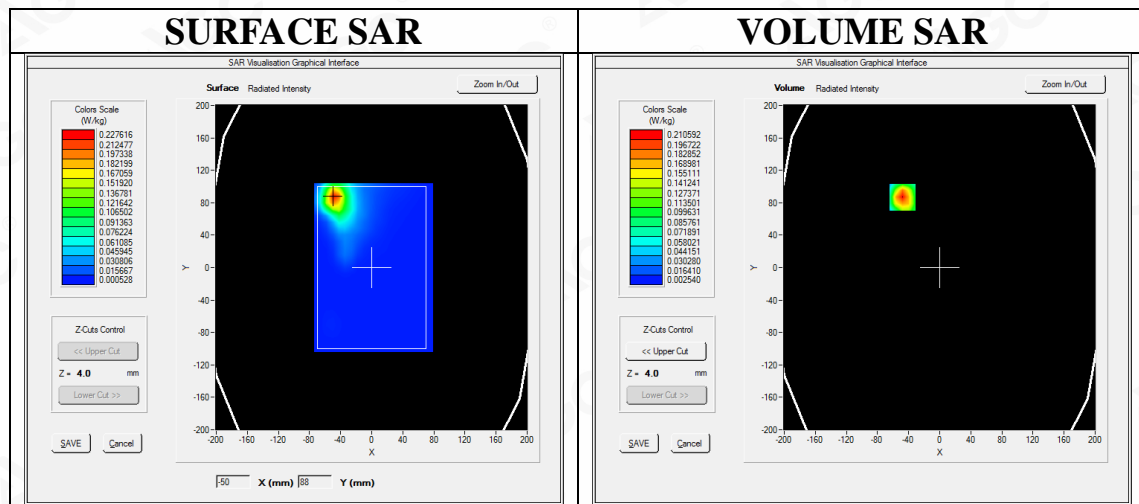 SURFACE SAR
SAR Visualisation Graphical Interface
Surface Radiated Intensity
Zoom In/Out
Colors Scale
(W/kg)
0.227616
0.212477
0.197338
0.182199
0.167059
0.151920
0.136781
0.121642
0.106502
0.091363
0.076224
0.061085
0.045945
0.030806
0.015667
0.000528
200
160
120
80
40
0
-40
-80
-120
-160
-200
Y
-200 -160 -120 -80 -40 0 40 80 120 160 200
X
Z-Cuts Control
<< Upper Cut
Z = 4.0 mm
Lower Cut >>
SAVE Cancel
-50 X (mm) 88 Y (mm)
VOLUME SAR
SAR Visualisation Graphical Interface
Volume Radiated Intensity
Zoom In/Out
Colors Scale
(W/kg)
0.210592
0.196722
0.182852
0.168981
0.155111
0.141241
0.127371
0.113501
0.099631
0.085761
0.071891
0.058021
0.044151
0.030280
0.016410
0.002540
200
160
120
80
40
0
-40
-80
-120
-160
-200
Y
-200 -160 -120 -80 -40 0 40 80 120 160 200
X
Z-Cuts Control
<< Upper Cut
Z = 4.0 mm
Lower Cut >>
SAVE Cancel